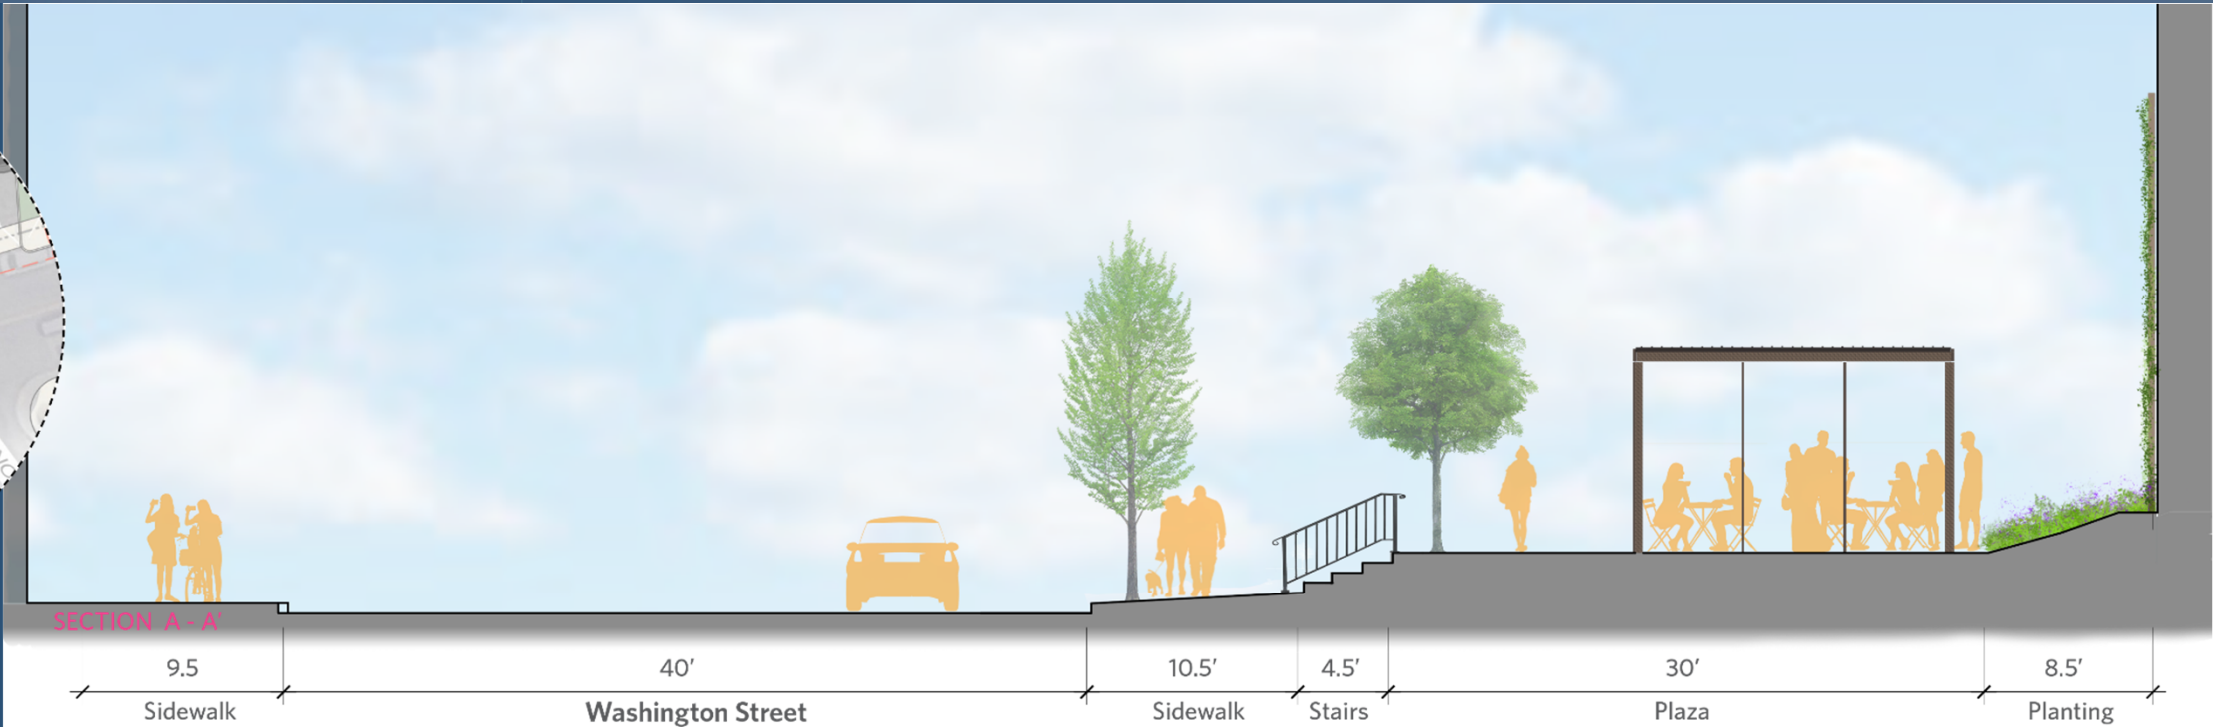 SECTION A - A'
9.5 40' 10.5' 4.5' 30' 8.5'
Sidewalk Washington Street Sidewalk Stairs Plaza Planting